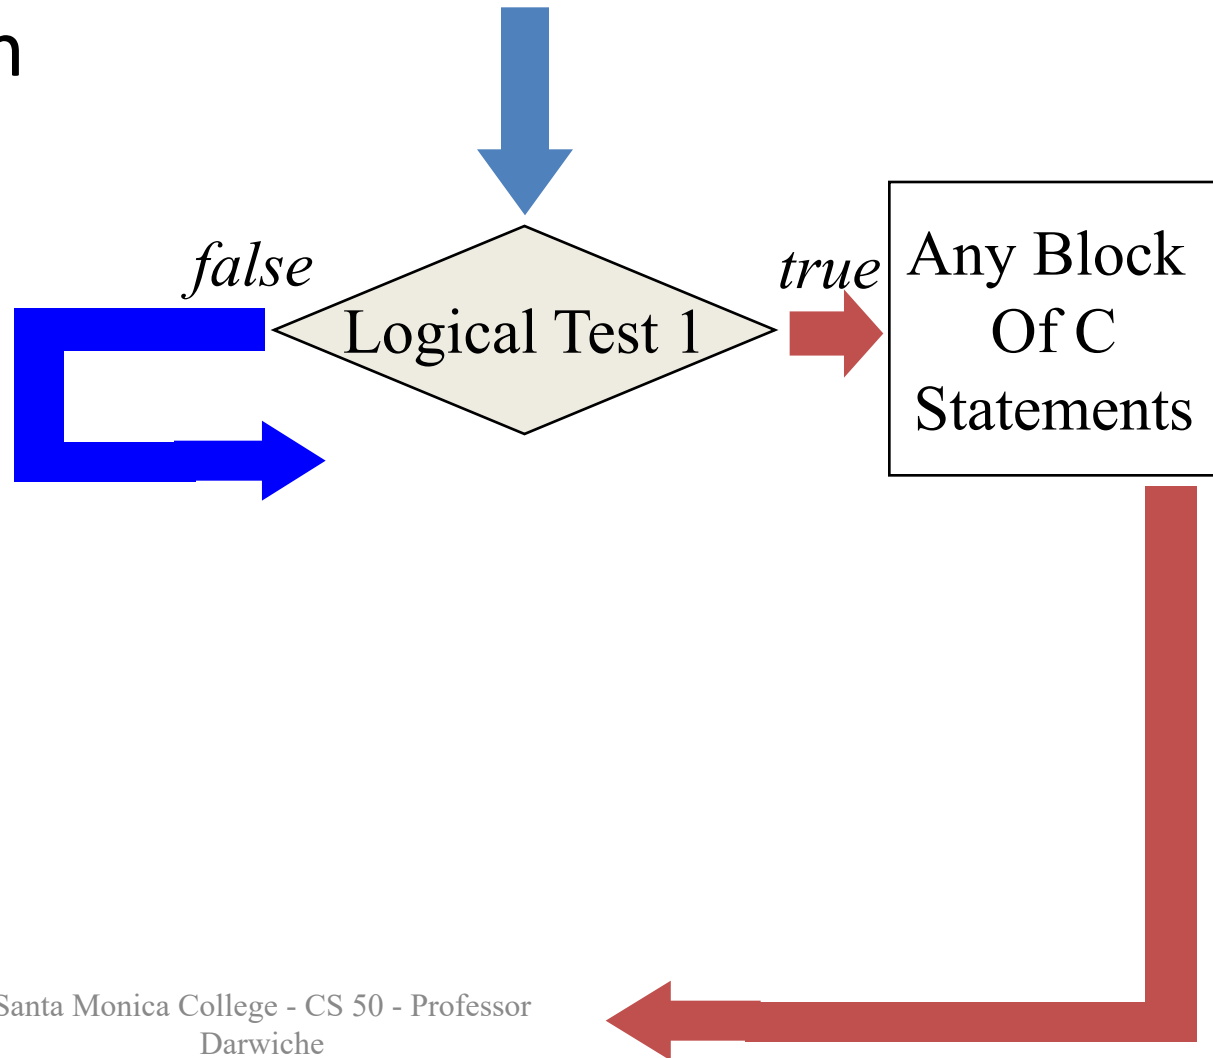 false
true
Logical Test 1
Any Block
Of C
Statements
Santa Monica College - CS 50 - Professor
Darwiche